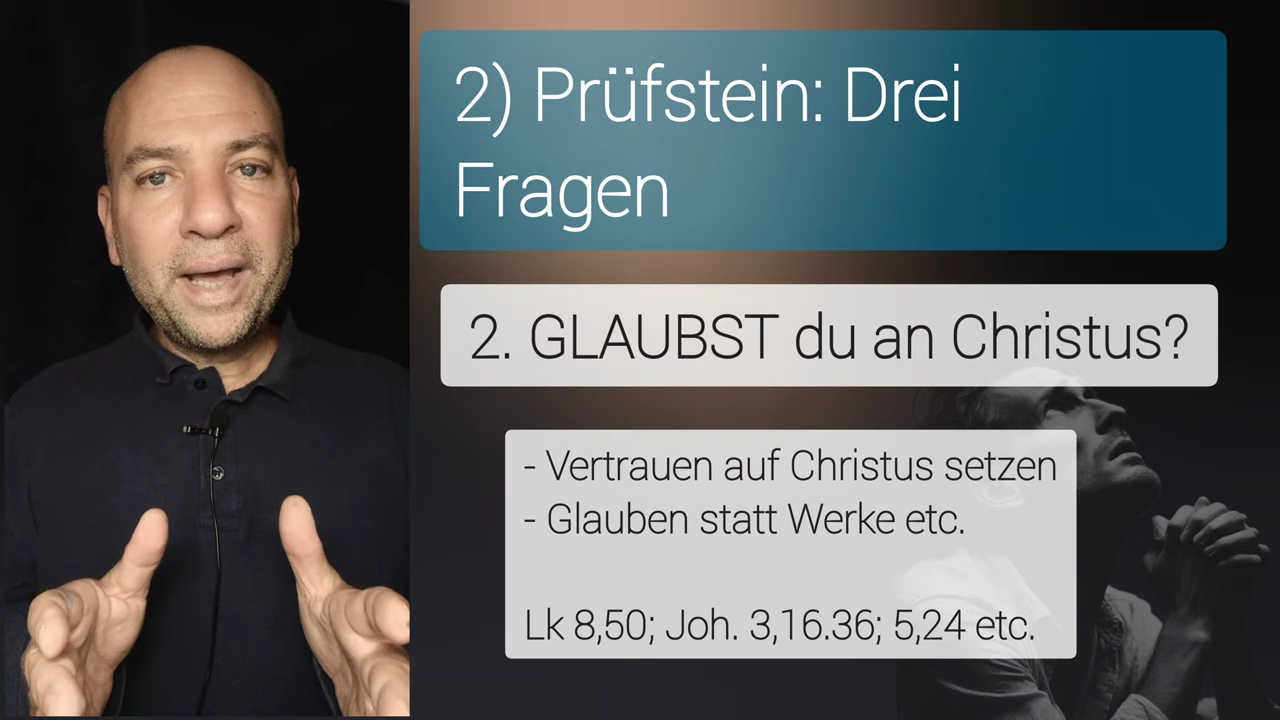 2) Prüfstein: Drei
Fragen
2. GLAUBST du an Christus?
- Vertrauen auf Christus setzen
- Glauben statt Werke etc.
Lk 8,50; Joh. 3,16.36; 5,24 etc.